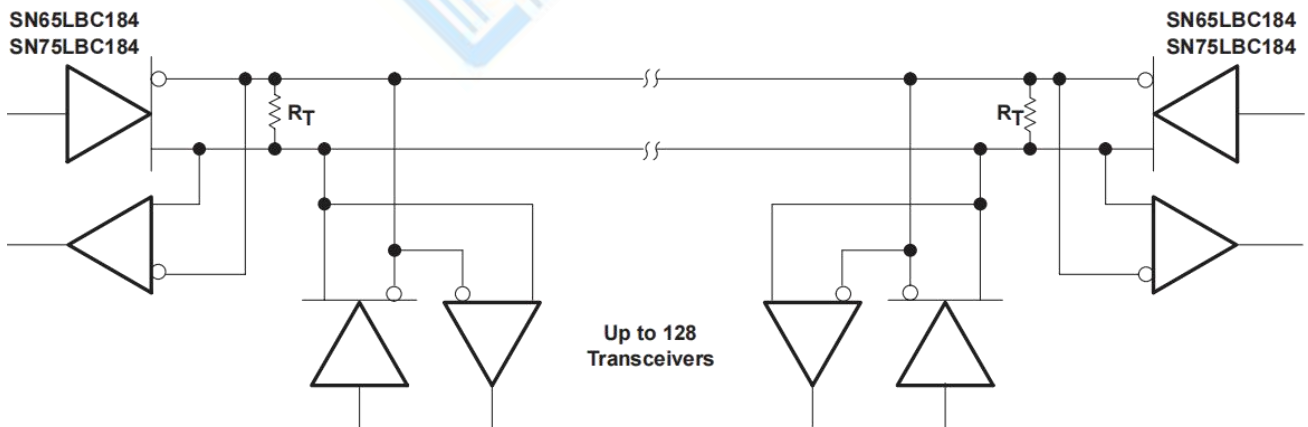 SN65LBC184
SN75LBC184
SN65LBC184
SN75LBC184
RT
RT
Up to 128
Transceivers